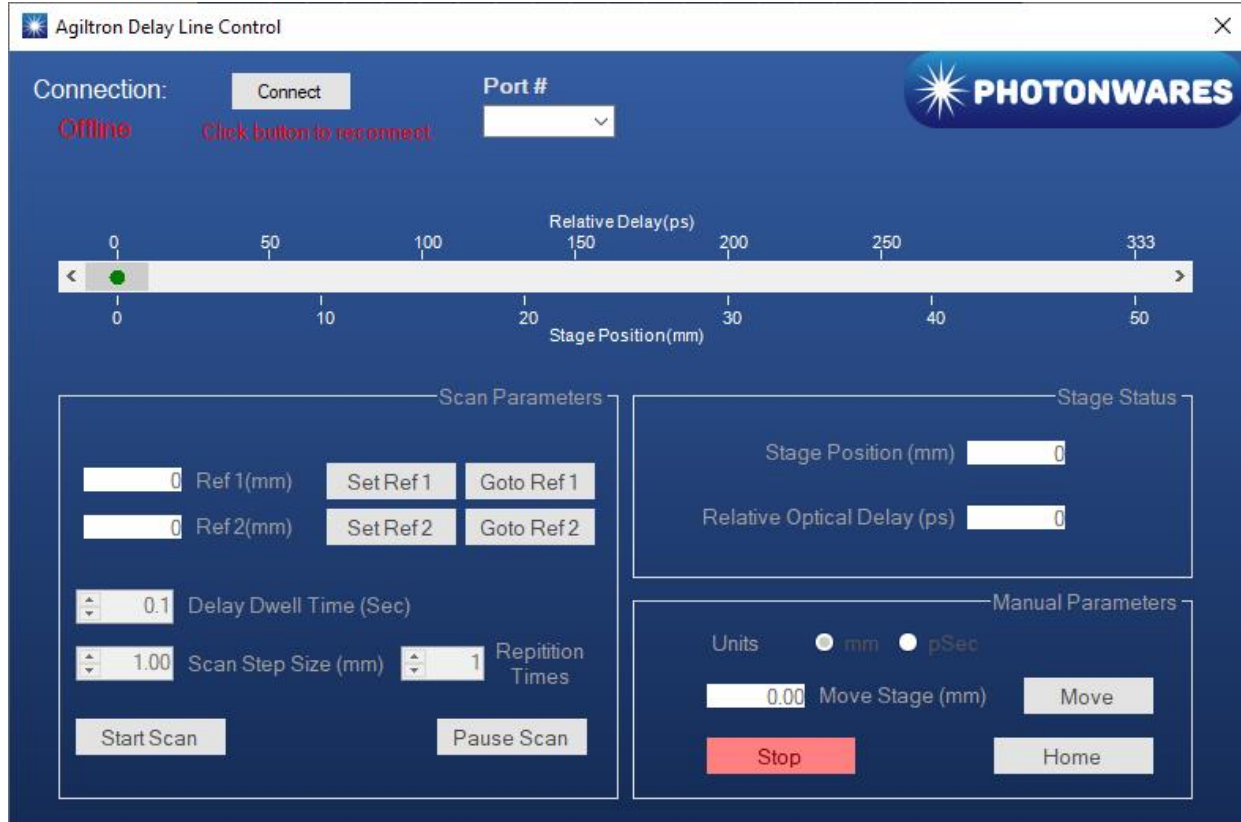 Agiltron Delay Line Control
Connection:
Connect
Port #
PHOTONWARES
Offline
Click button to reconnect
Relative Delay(ps)
0 50 100 150 200 250 333
0 10 20 30 40 50
Stage Position(mm)
Scan Parameters
0 Ref 1(mm) Set Ref 1 Goto Ref 1
0 Ref 2(mm) Set Ref 2 Goto Ref 2
0.1 Delay Dwell Time (Sec)
1.00 Scan Step Size (mm) 1 Repitition
Times
Start Scan Pause Scan
Stage Status
Stage Position (mm) 0
Relative Optical Delay (ps) 0
Manual Parameters
Units mm pSec
0.00 Move Stage (mm) Move
Stop Home